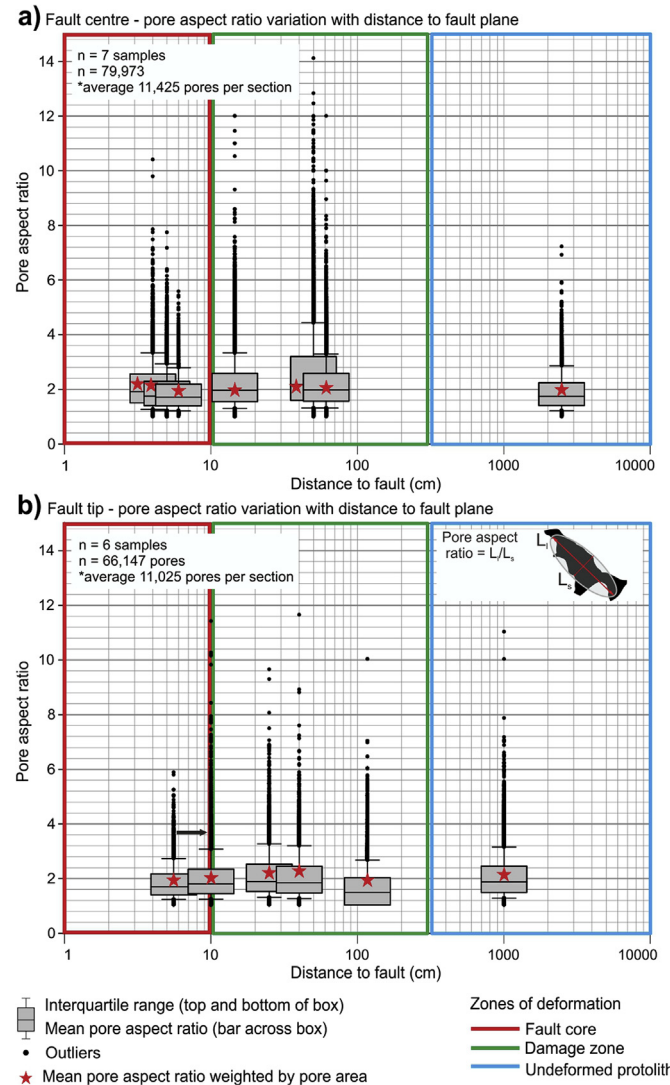 a) Fault centre - pore aspect ratio variation with distance to fault plane
n = 7 samples
n = 79,973
*average 11,425 pores per section
Pore aspect ratio
14
12
10
8
6
4
2
0
1
10
100
1000
10000
Distance to fault (cm)
b) Fault tip - pore aspect ratio variation with distance to fault plane
n = 6 samples
n = 66,147 pores
*average 11,025 pores per section
Pore aspect
ratio = Lₗ/Lₛ
Lₗ
Lₛ
Pore aspect ratio
14
12
10
8
6
4
2
0
1
10
100
1000
10000
Distance to fault (cm)
Interquartile range (top and bottom of box)
Mean pore aspect ratio (bar across box)
Outliers
Mean pore aspect ratio weighted by pore area
Zones of deformation
Fault core
Damage zone
Undeformed protolith